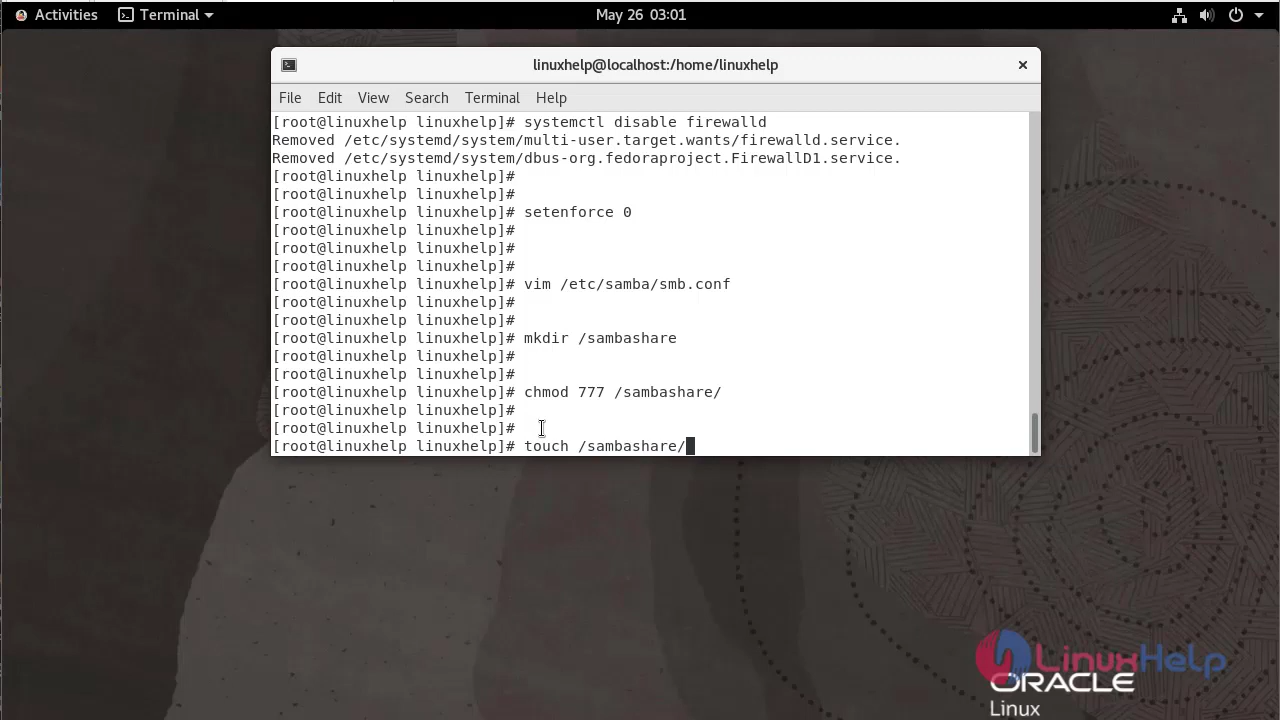 Activities Terminal May 26 03:01
linuxhelp@localhost:/home/linuxhelp
File Edit View Search Terminal Help
[root@linuxhelp linuxhelp]# systemctl disable firewalld
Removed /etc/systemd/system/multi-user.target.wants/firewalld.service.
Removed /etc/systemd/system/dbus-org.fedoraproject.FirewallD1.service.
[root@linuxhelp linuxhelp]#
[root@linuxhelp linuxhelp]#
[root@linuxhelp linuxhelp]# setenforce 0
[root@linuxhelp linuxhelp]#
[root@linuxhelp linuxhelp]#
[root@linuxhelp linuxhelp]#
[root@linuxhelp linuxhelp]# vim /etc/samba/smb.conf
[root@linuxhelp linuxhelp]#
[root@linuxhelp linuxhelp]#
[root@linuxhelp linuxhelp]# mkdir /sambashare
[root@linuxhelp linuxhelp]#
[root@linuxhelp linuxhelp]#
[root@linuxhelp linuxhelp]# chmod 777 /sambashare/
[root@linuxhelp linuxhelp]#
[root@linuxhelp linuxhelp]#
[root@linuxhelp linuxhelp]# touch /sambashare/
LinuxHelp
ORACLE
Linux